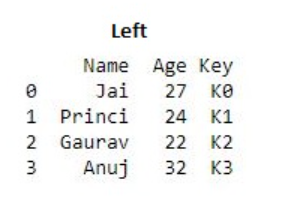 Left
Name Age Key
0 Jai 27 K0
1 Princi 24 K1
2 Gaurav 22 K2
3 Anuj 32 K3